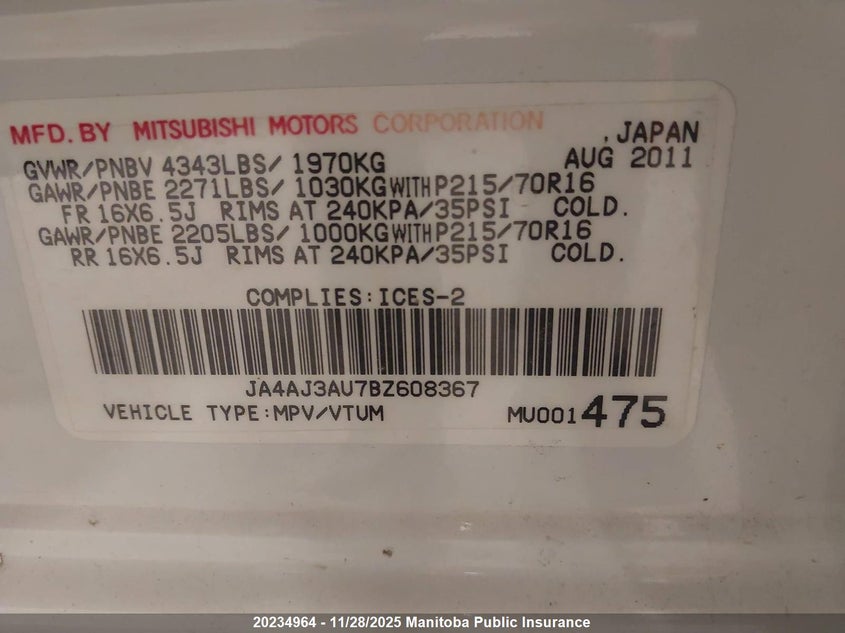 MFD. BY MITSUBISHI MOTORS CORPORATION , JAPAN
GVWR/PNBV 4343LBS/ 1970KG AUG 2011
GAWR/PNBE 2271LBS/ 1030KG WITH P215/70R16
FR 16X6.5J RIMS AT 240KPA/35PSI COLD.
GAWR/PNBE 2205LBS/ 1000KG WITH P215/70R16
RR 16X6.5J RIMS AT 240KPA/35PSI COLD.
COMPLIES:ICES-2
JA4AJ3AU7BZ608367
VEHICLE TYPE:MPV/VTUM MU001475
20234964 - 11/28/2025 Manitoba Public Insurance